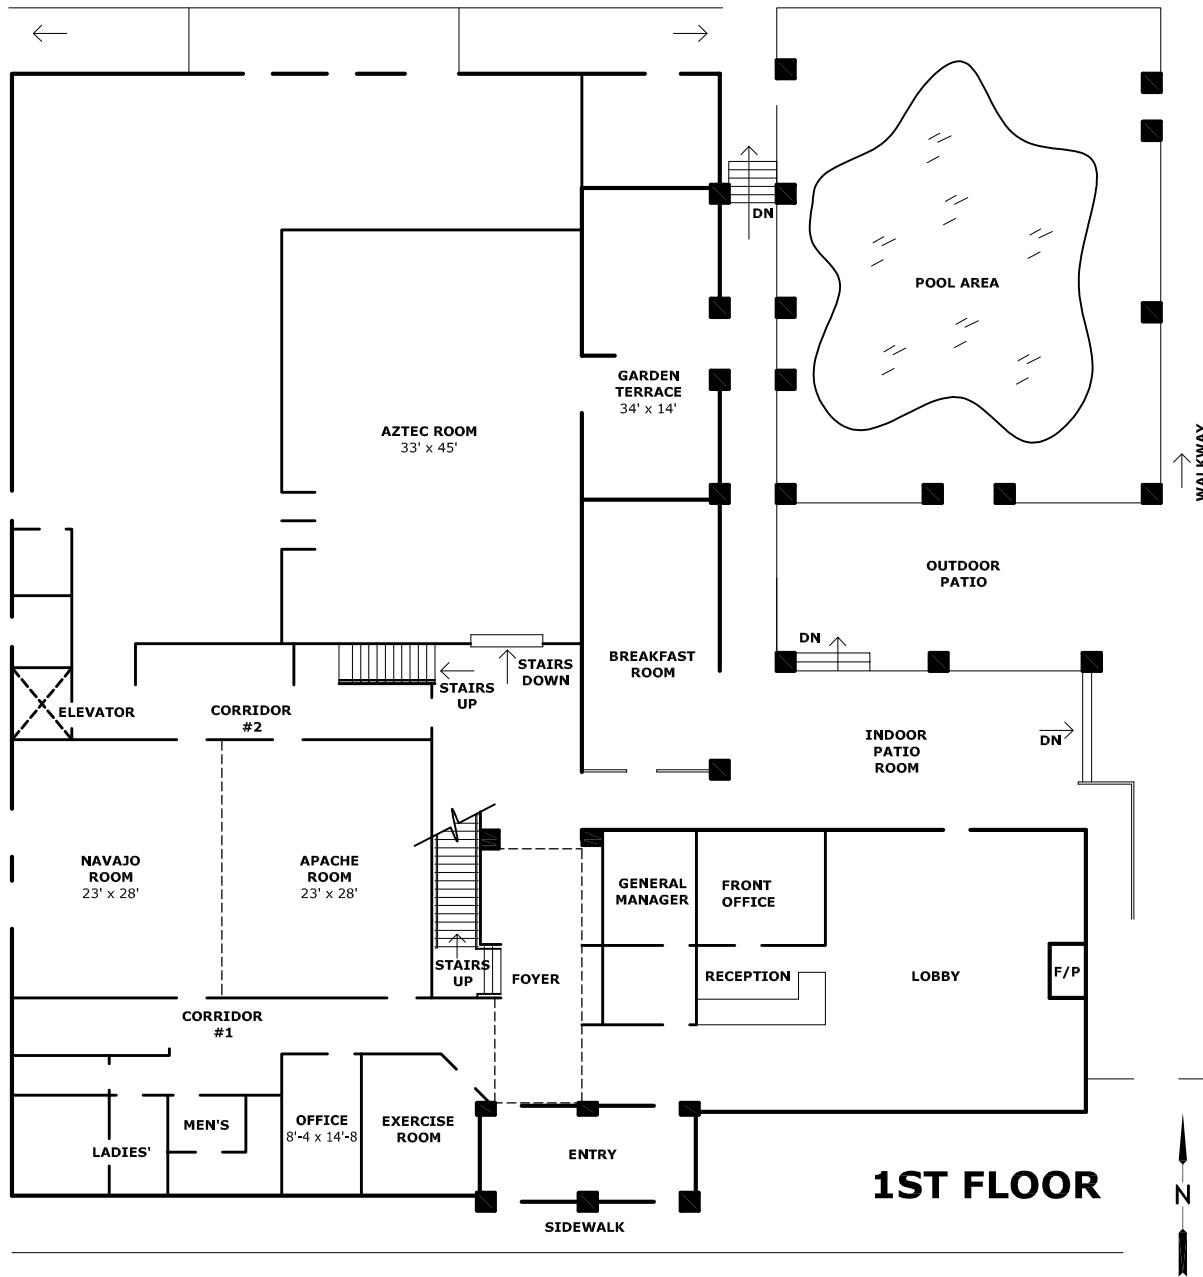 DN
POOL AREA
GARDEN
TERRACE
34' x 14'
AZTEC ROOM
33' x 45'
WALKWAY
OUTDOOR
PATIO
DN
BREAKFAST
ROOM
STAIRS
DOWN
STAIRS
UP
ELEVATOR
CORRIDOR
#2
INDOOR
PATIO
ROOM
DN
NAVAJO
ROOM
23' x 28'
APACHE
ROOM
23' x 28'
GENERAL
MANAGER
FRONT
OFFICE
STAIRS
UP
FOYER
RECEPTION
LOBBY
F/P
CORRIDOR
#1
MEN'S
LADIES'
OFFICE
8'-4 x 14'-8
EXERCISE
ROOM
ENTRY
1ST FLOOR
N
SIDEWALK